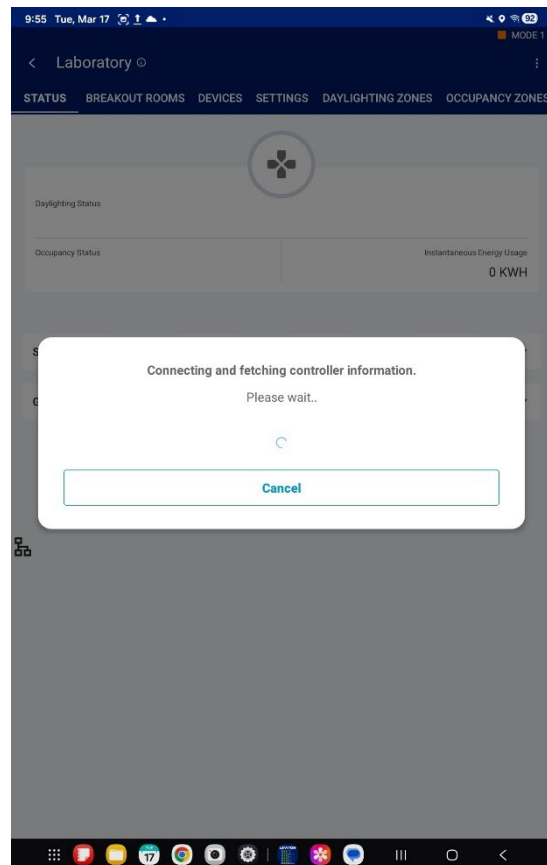 9:55 Tue, Mar 17
92
MODE 1
Laboratory
STATUS BREAKOUT ROOMS DEVICES SETTINGS DAYLIGHTING ZONES OCCUPANCY ZONES
Daylighting Status
Occupancy Status
Instantaneous Energy Usage
0 KWH
S
G
Connecting and fetching controller information.
Please wait..
Cancel
17
LEVITON